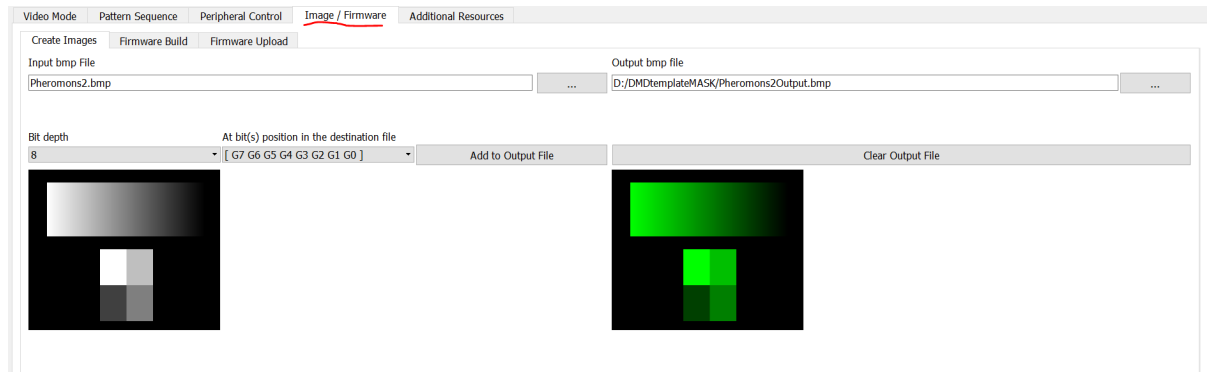 Video Mode Pattern Sequence Peripheral Control Image / Firmware Additional Resources
Create Images Firmware Build Firmware Upload
Input bmp File Output bmp file
Pheromons2.bmp ... D:/DMDtemplateMASK/Pheromons2Output.bmp ...
Bit depth At bit(s) position in the destination file
8 [ G7 G6 G5 G4 G3 G2 G1 G0 ] Add to Output File Clear Output File